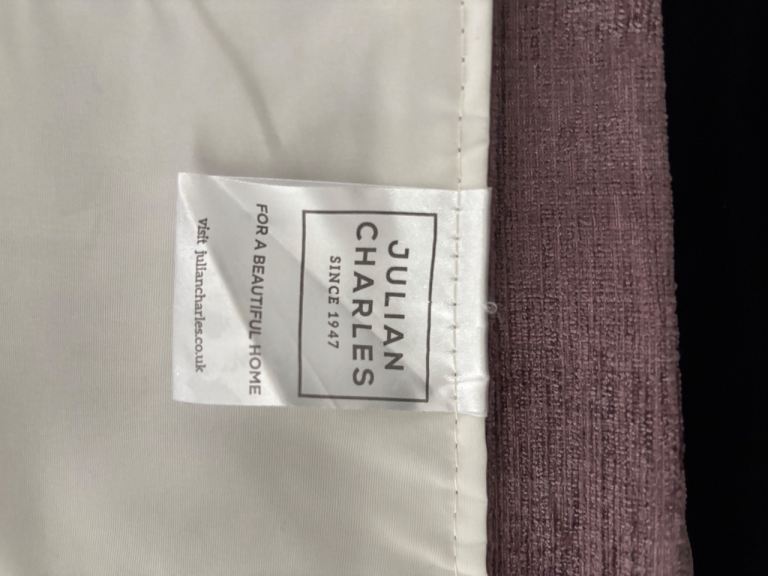 JULIAN
CHARLES
SINCE 1947
FOR A BEAUTIFUL HOME
visit juliancharles.co.uk